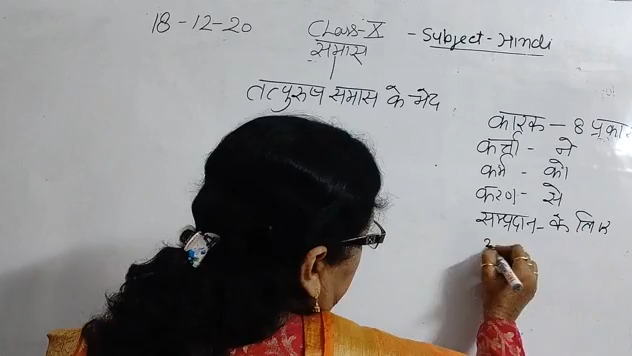 18-12-20 Class-X - Subject-Hindi
समास
तत्पुरुष समास के भेद
कारक - 8 प्रकार
कर्त्ता - ने
कर्म - को
करण - से
सम्प्रदान - के लिए